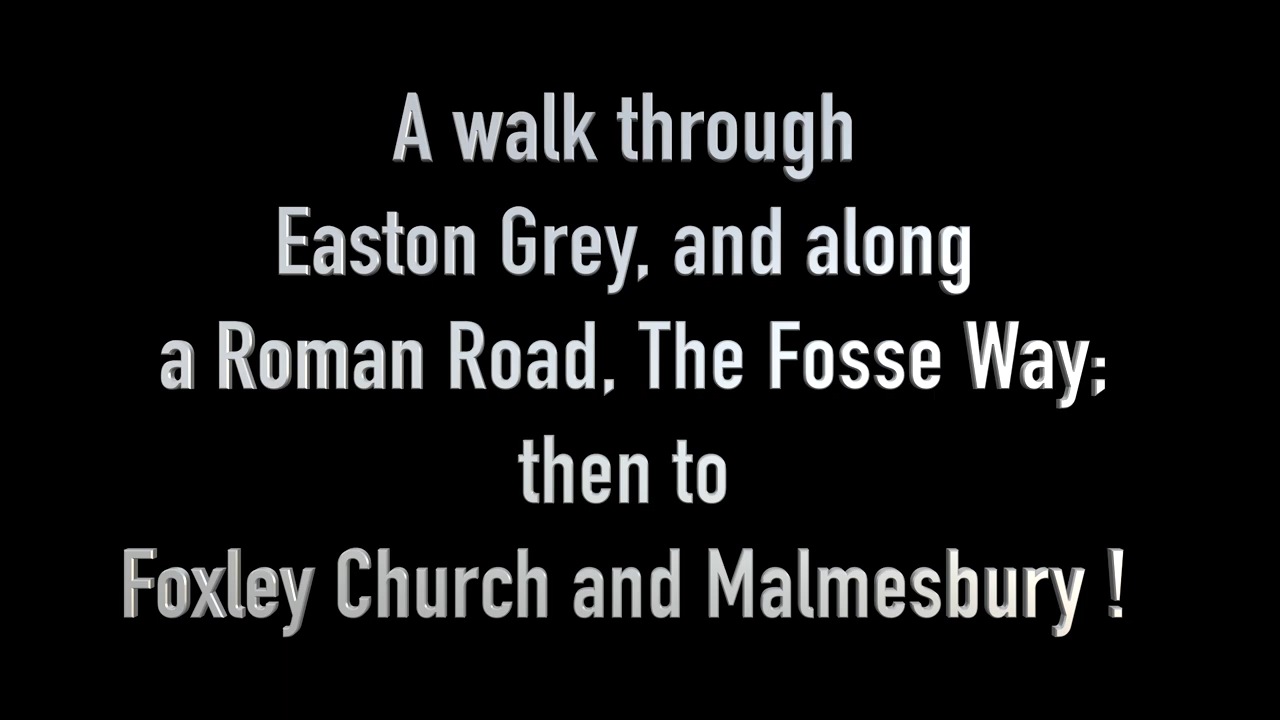 A walk through
Easton Grey, and along
a Roman Road, The Fosse Way;
then to
Foxley Church and Malmesbury !